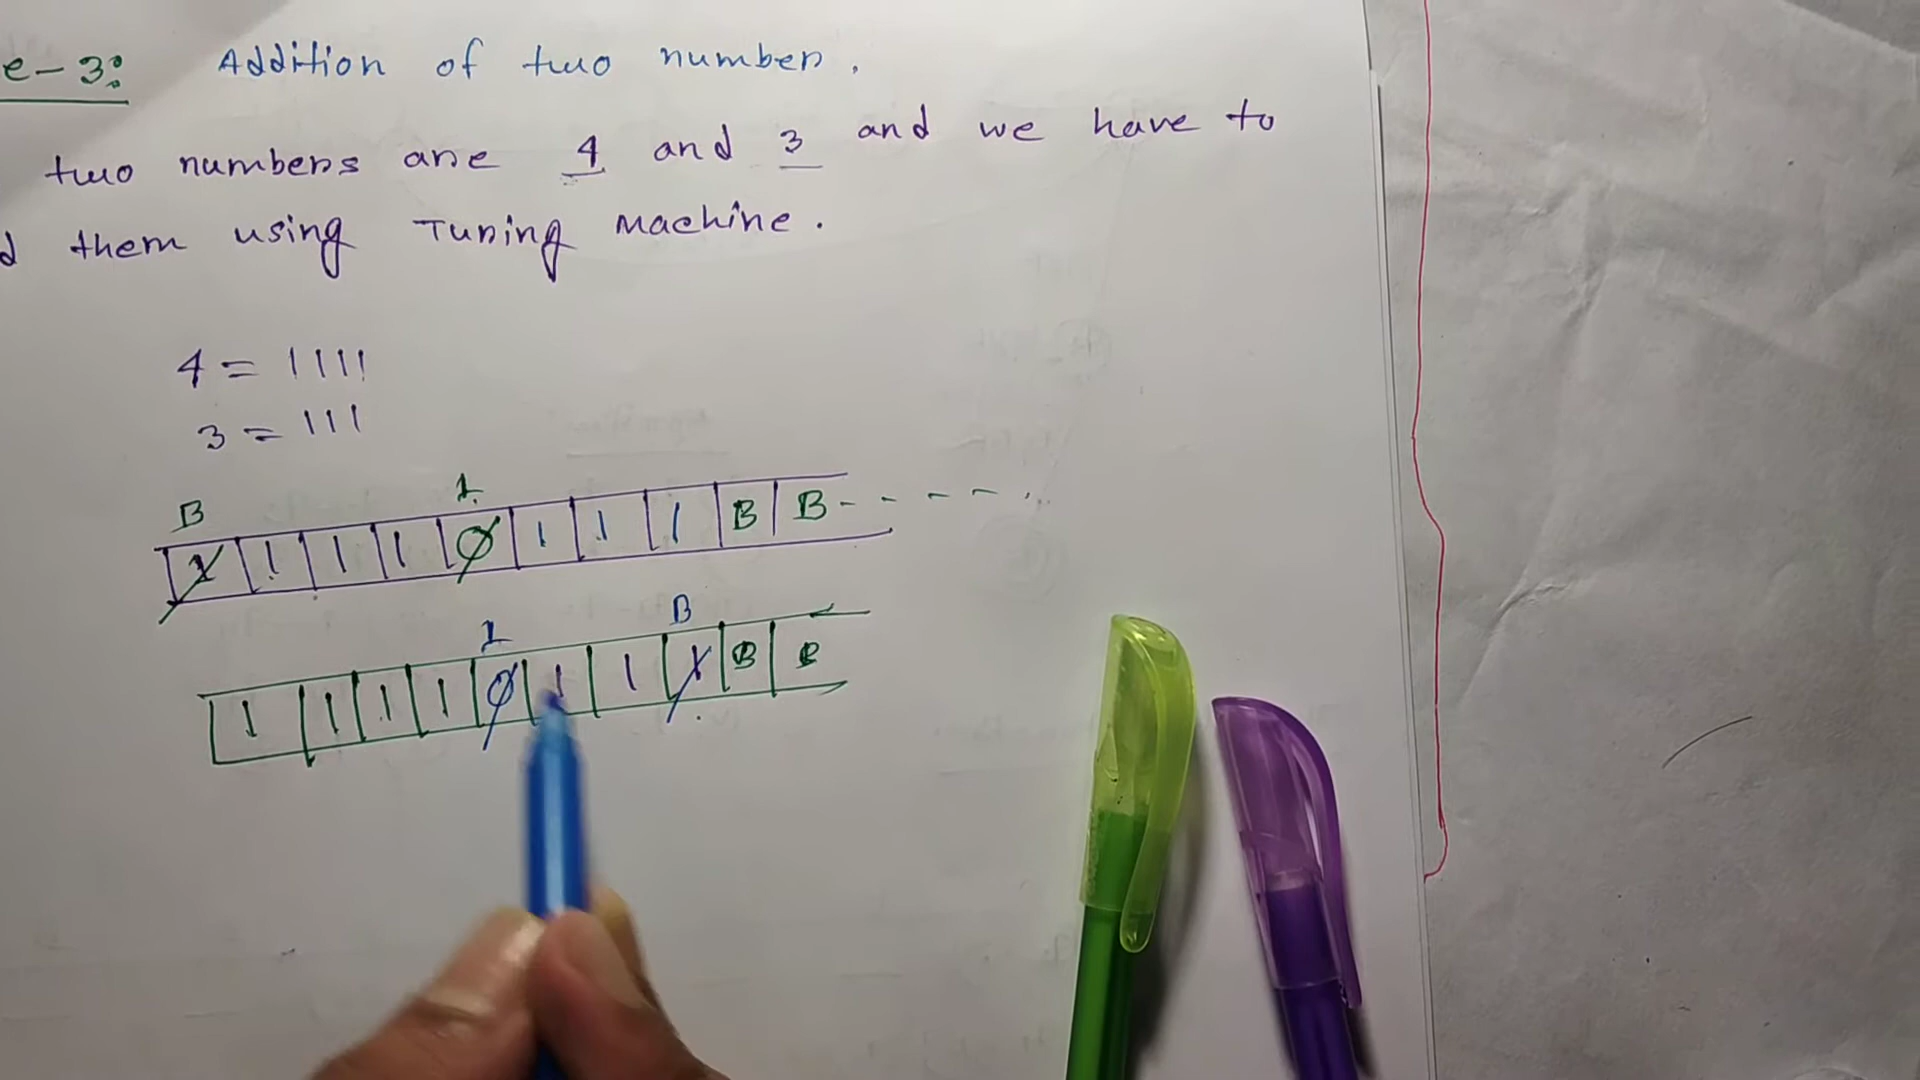 e-3: Addition of two number.
two numbers are 4 and 3 and we have to
d them using Turing Machine.
4 = 1111
3 = 111
B 1
1 1 1 1 0 1 1 1 B B - - - - -
1 B
1 1 1 1 0 1 1 1 B B